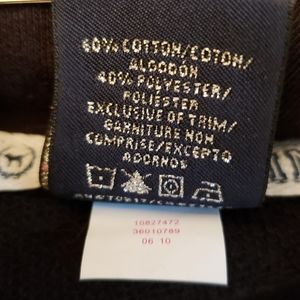 60% COTTON/COTON/
ALGODON
40% POLYESTER/
POLIESTER
EXCLUSIVE OF TRIM/
GARNITURE NON
COMPRISE/EXCEPTO
ADORNOS
10827472
36010789
06 10